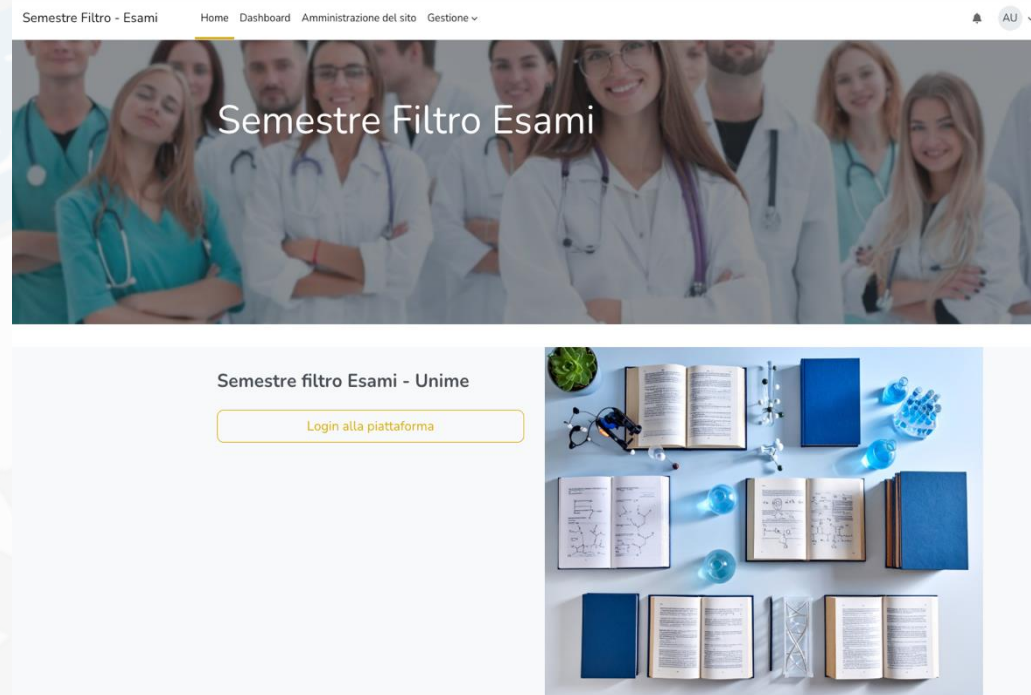 Semestre Filtro - Esami
Home Dashboard Amministrazione del sito Gestione
AU
Semestre Filtro Esami
Semestre filtro Esami - Unime
Login alla piattaforma